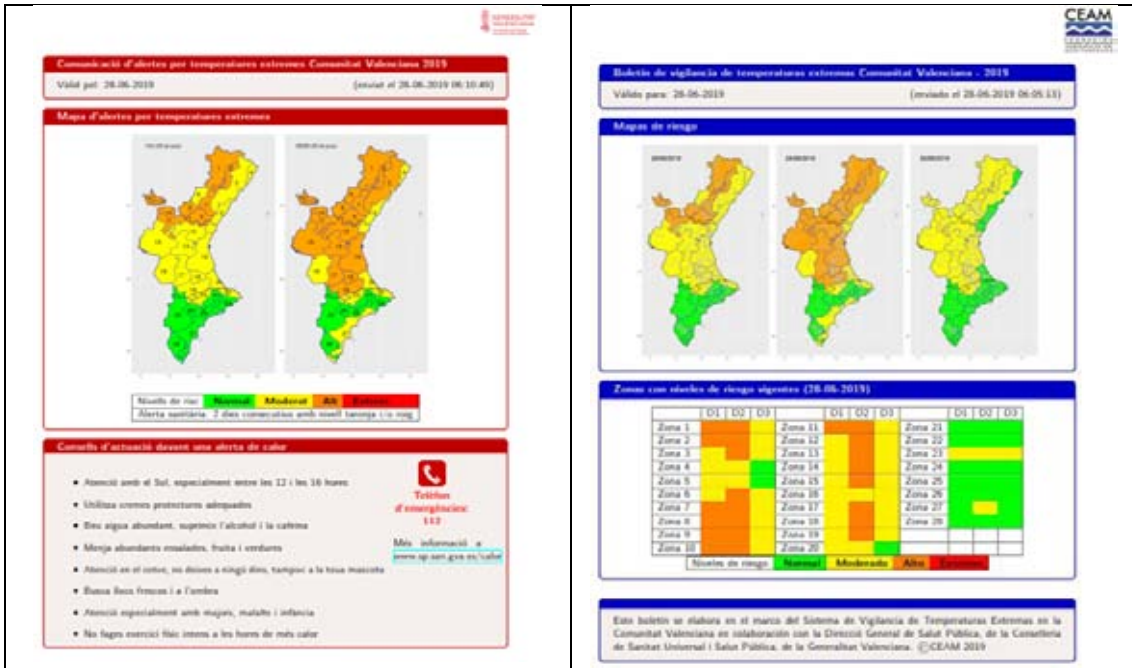 GENERALITAT
VALENCIANA
Comunicació d'alertes per temperatures extremes Comunitat Valenciana 2019
Vàlid pel: 28-06-2019 (enviat el 28-06-2019 06:10:49)
Mapa d'alertes per temperatures extremes
Nivells de risc Normal Moderat Alt Extrem
Alerta sanitària: 2 dies consecutius amb nivell taronja i/o roig
Consells d'actuació davant una alerta de calor
• Atenció amb el Sol, especialment entre les 12 i les 16 hores
• Utilitza cremes protectores adequades
• Beu aigua abundant, suprimix l'alcohol i la cafeïna
• Menja abundants ensalades, fruita i verdures
• Atenció en el cotxe, no deixes a ningú dins, tampoc a la teua mascota
• Busca llocs frescos i a l'ombra
• Atenció especialment amb majors, malalts i infància
• No fages exercici físic intens a les hores de més calor
Telèfon
d'emergències:
112
Més informació a
www.sp.san.gva.es/calor
CEAM
Boletín de vigilancia de temperaturas extremas Comunitat Valenciana - 2019
Válido para: 28-06-2019 (enviado el 28-06-2019 06:05:13)
Mapas de riesgo
Zonas con niveles de riesgo vigentes (28-06-2019)
D1 D2 D3 D1 D2 D3 D1 D2 D3
Zona 1 Zona 11 Zona 21
Zona 2 Zona 12 Zona 22
Zona 3 Zona 13 Zona 23
Zona 4 Zona 14 Zona 24
Zona 5 Zona 15 Zona 25
Zona 6 Zona 16 Zona 26
Zona 7 Zona 17 Zona 27
Zona 8 Zona 18 Zona 28
Zona 9 Zona 19
Zona 10 Zona 20
Niveles de riesgo Normal Moderado Alto Extremo
Este boletín se elabora en el marco del Sistema de Vigilancia de Temperaturas Extremas en la
Comunitat Valenciana en colaboración con la Direcció General de Salut Pública, de la Conselleria
de Sanitat Universal i Salut Pública, de la Generalitat Valenciana. ©CEAM 2019